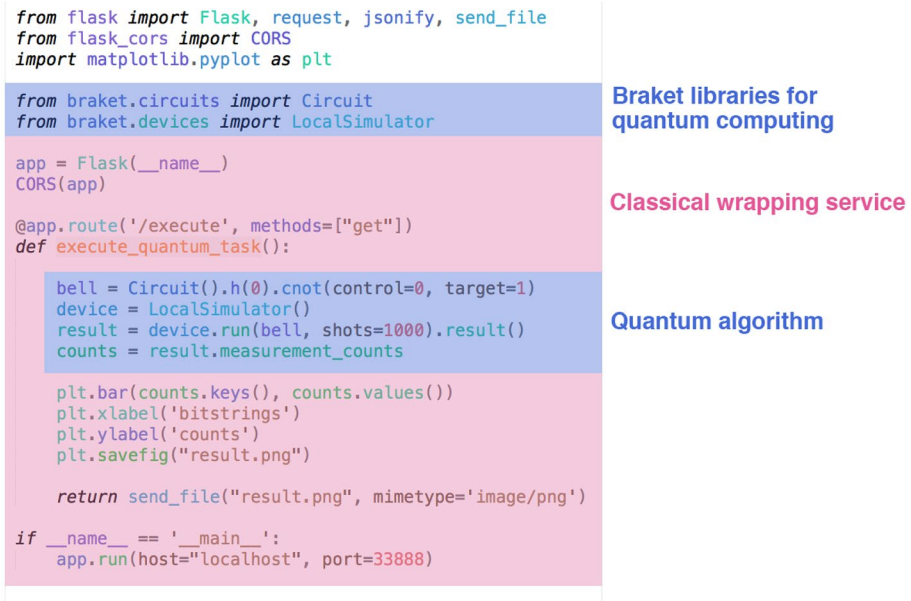 from flask import Flask, request, jsonify, send_file
from flask_cors import CORS
import matplotlib.pyplot as plt
from braket.circuits import Circuit
from braket.devices import LocalSimulator
Braket libraries for
quantum computing
app = Flask(__name__)
CORS(app)
Classical wrapping service
@app.route('/execute', methods=["get"])
def execute_quantum_task():
bell = Circuit().h(0).cnot(control=0, target=1)
device = LocalSimulator()
result = device.run(bell, shots=1000).result()
counts = result.measurement_counts
Quantum algorithm
plt.bar(counts.keys(), counts.values())
plt.xlabel('bitstrings')
plt.ylabel('counts')
plt.savefig("result.png")
return send_file("result.png", mimetype='image/png')
if __name__ == '__main__':
app.run(host="localhost", port=33888)